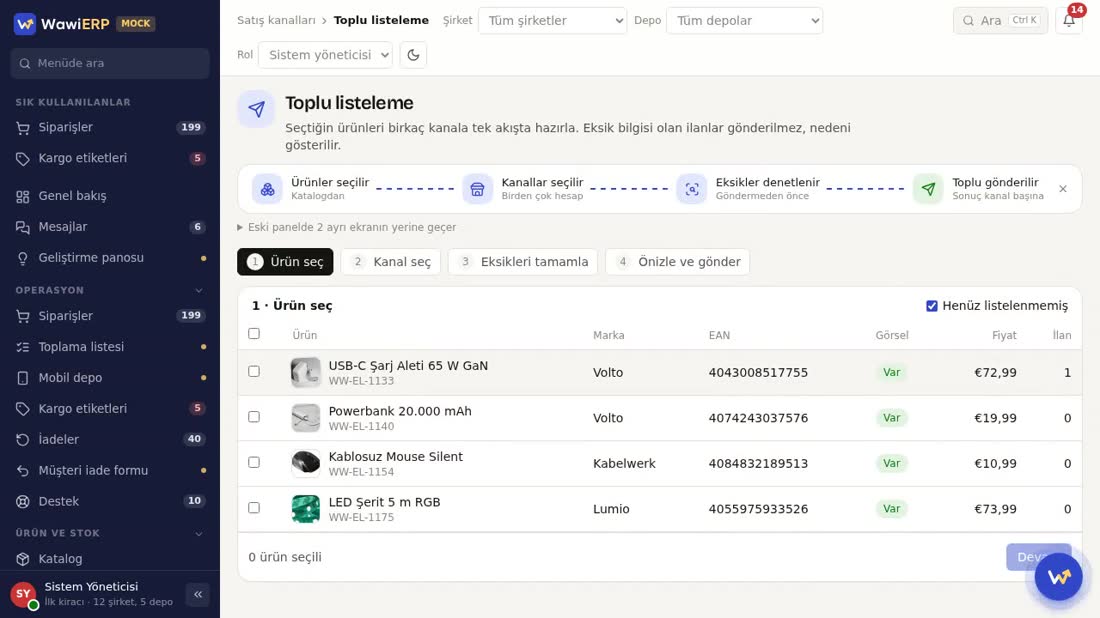 WawiERP MOCK
Menüde ara
SIK KULLANILANLAR
Siparişler 199
Kargo etiketleri 5
Genel bakış
Mesajlar 6
Geliştirme panosu
OPERASYON
Siparişler 199
Toplama listesi
Mobil depo
Kargo etiketleri 5
İadeler 40
Müşteri iade formu
Destek 10
ÜRÜN VE STOK
Katalog
SY Sistem Yöneticisi
İlk kiracı · 12 şirket, 5 depo
Satış kanalları › Toplu listeleme Şirket Tüm şirketler Depo Tüm depolar Ara Ctrl K 14
Rol Sistem yöneticisi
Toplu listeleme
Seçtiğin ürünleri birkaç kanala tek akışta hazırla. Eksik bilgisi olan ilanlar gönderilmez, nedeni
gösterilir.
Ürünler seçilir Kanallar seçilir Eksikler denetlenir Toplu gönderilir
Katalogdan Birden çok hesap Göndermeden önce Sonuç kanal başına
Eski panelde 2 ayrı ekranın yerine geçer
1 Ürün seç 2 Kanal seç 3 Eksikleri tamamla 4 Önizle ve gönder
1 · Ürün seç Henüz listelenmemiş
Ürün Marka EAN Görsel Fiyat İlan
USB-C Şarj Aleti 65 W GaN Volto 4043008517755 Var €72,99 1
WW-EL-1133
Powerbank 20.000 mAh Volto 4074243037576 Var €19,99 0
WW-EL-1140
Kablosuz Mouse Silent Kabelwerk 4084832189513 Var €10,99 0
WW-EL-1154
LED Şerit 5 m RGB Lumio 4055975933526 Var €73,99 0
WW-EL-1175
0 ürün seçili